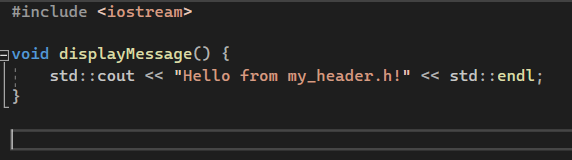 #include <iostream>
void displayMessage() {
std::cout << "Hello from my_header.h!" << std::endl;
}